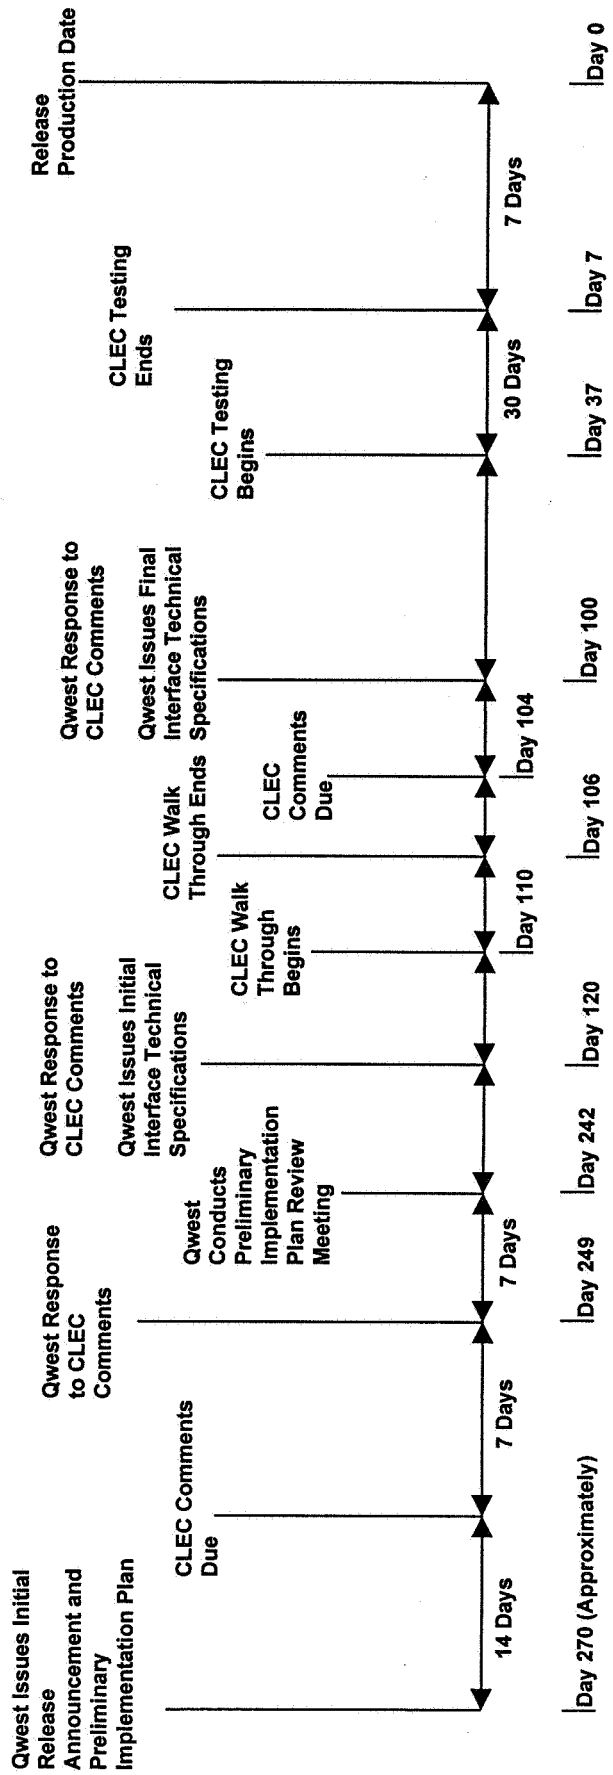 Qwest Issues Initial
Release
Announcement and
Preliminary
Implementation Plan
CLEC Comments
Due
Qwest Response
to CLEC
Comments
Qwest
Conducts
Preliminary
Implementation
Plan Review
Meeting
Qwest Response to
CLEC Comments
Qwest Issues Initial
Interface Technical
Specifications
CLEC Walk
Through
Begins
CLEC Walk
Through Ends
CLEC
Comments
Due
Qwest Response to
CLEC Comments
Qwest Issues Final
Interface Technical
Specifications
CLEC Testing
Begins
CLEC Testing
Ends
Release
Production Date
14 Days
7 Days
7 Days
30 Days
7 Days
Day 270 (Approximately)
Day 249
Day 242
Day 120
Day 110
Day 106
Day 104
Day 100
Day 37
Day 7
Day 0